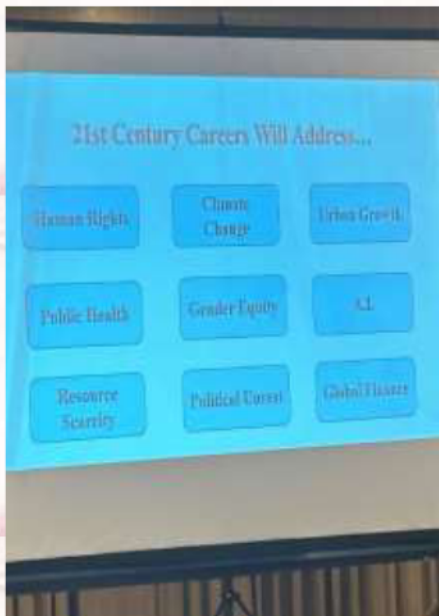 21st Century Careers Will Address...
Human Rights
Climate
Change
Urban Growth
Public Health
Gender Equity
A.I.
Resource
Scarcity
Political Unrest
Global Finance